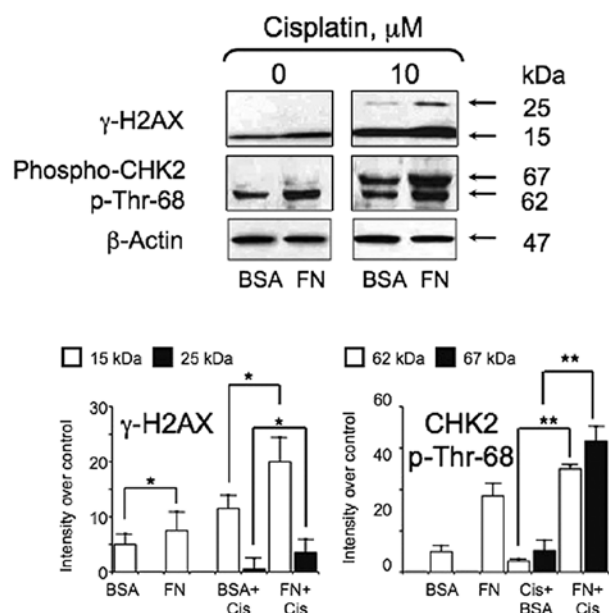 Cisplatin, μM
0 10 kDa
γ-H2AX
25
15
Phospho-CHK2
p-Thr-68
67
62
β-Actin
47
BSA FN BSA FN
15 kDa 25 kDa
γ-H2AX
Intensity over control
30
20
10
0
*
*
*
BSA FN BSA+ Cis FN+ Cis
62 kDa 67 kDa
CHK2
p-Thr-68
Intensity over control
60
40
20
0
**
**
BSA FN Cis+ BSA FN+ Cis